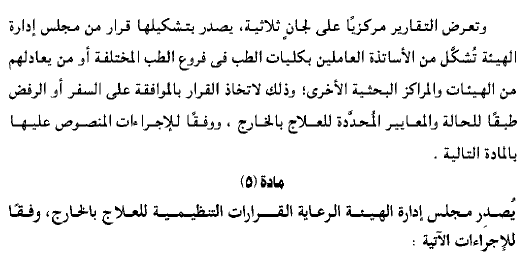 وتعرض التقارير مركزيًا على لجانٍ ثلاثية، يصدر بتشكيلها قرار من مجلس إدارة
الهيئة تُشكَّل من الأساتذة العاملين بكليات الطب فى فروع الطب المختلفة أو من يعادلهم
من الهيئات والمراكز البحثية الأخرى؛ وذلك لاتخاذ القرار بالموافقة على السفر أو الرفض
طبقًا للحالة والمعايير المُحدَّدة للعلاج بالخارج ، ووفقًا للإجراءات المنصوص عليها
بالمادة التالية .
مادة (٥)
يُصدر مجلس إدارة الهيئة الرعاية القرارات التنظيمية للعلاج بالخارج، وفقًا
للإجراءات الآتية :